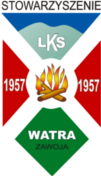 STOWARZYSZENIE
LKS
1957 1957
WATRA
ZAWOJA